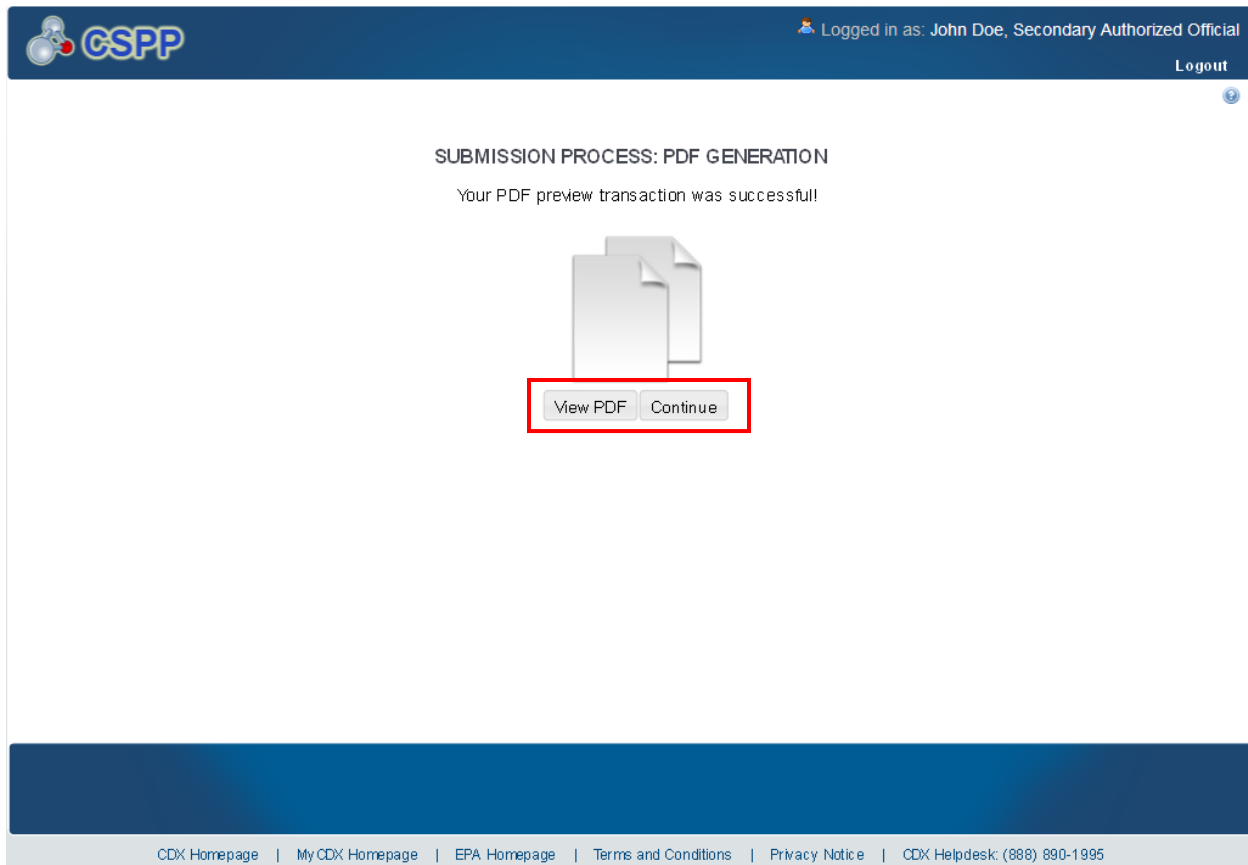 CSPP
Logged in as: John Doe, Secondary Authorized Official
Logout
?
SUBMISSION PROCESS: PDF GENERATION
Your PDF preview transaction was successful!
View PDF Continue
CDX Homepage | MyCDX Homepage | EPA Homepage | Terms and Conditions | Privacy Notice | CDX Helpdesk: (888) 890-1995